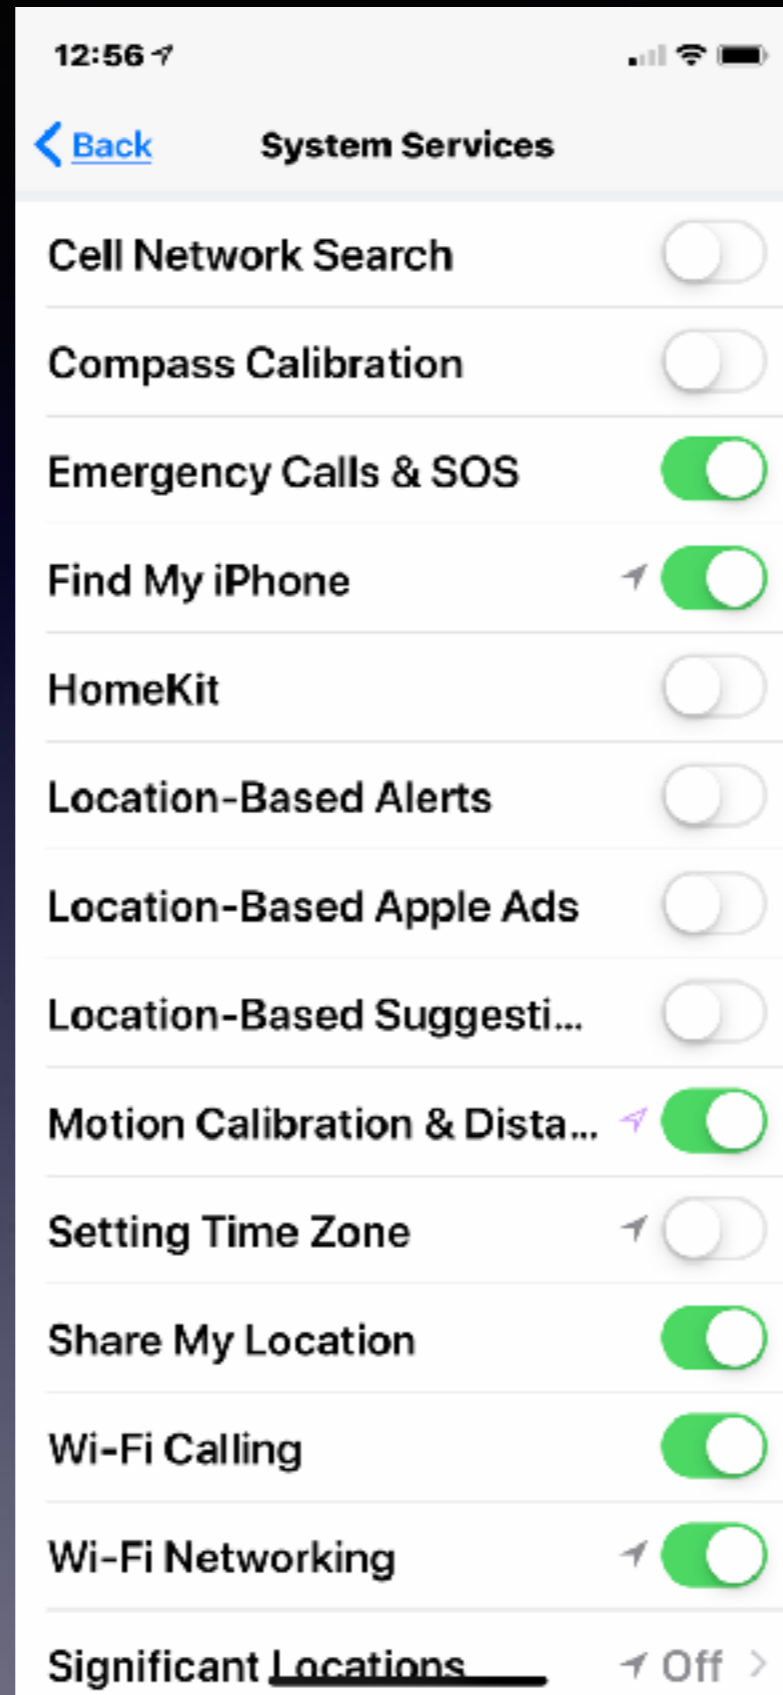 12:56
Back System Services
Cell Network Search
Compass Calibration
Emergency Calls & SOS
Find My iPhone
HomeKit
Location-Based Alerts
Location-Based Apple Ads
Location-Based Suggesti...
Motion Calibration & Dista...
Setting Time Zone
Share My Location
Wi-Fi Calling
Wi-Fi Networking
Significant Locations Off